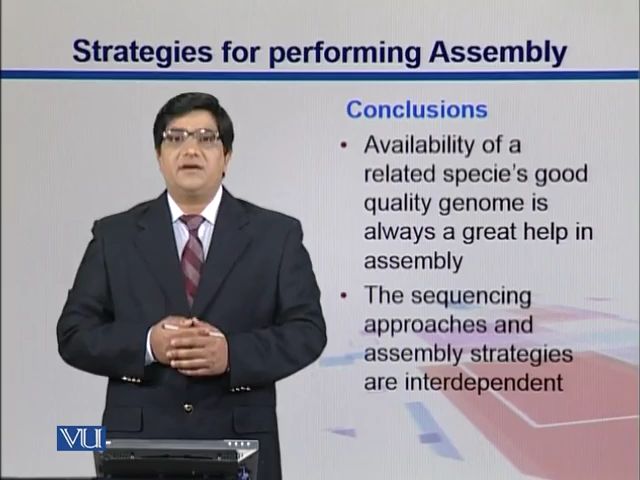 Strategies for performing Assembly
Conclusions
• Availability of a
related specie's good
quality genome is
always a great help in
assembly
• The sequencing
approaches and
assembly strategies
are interdependent
VU